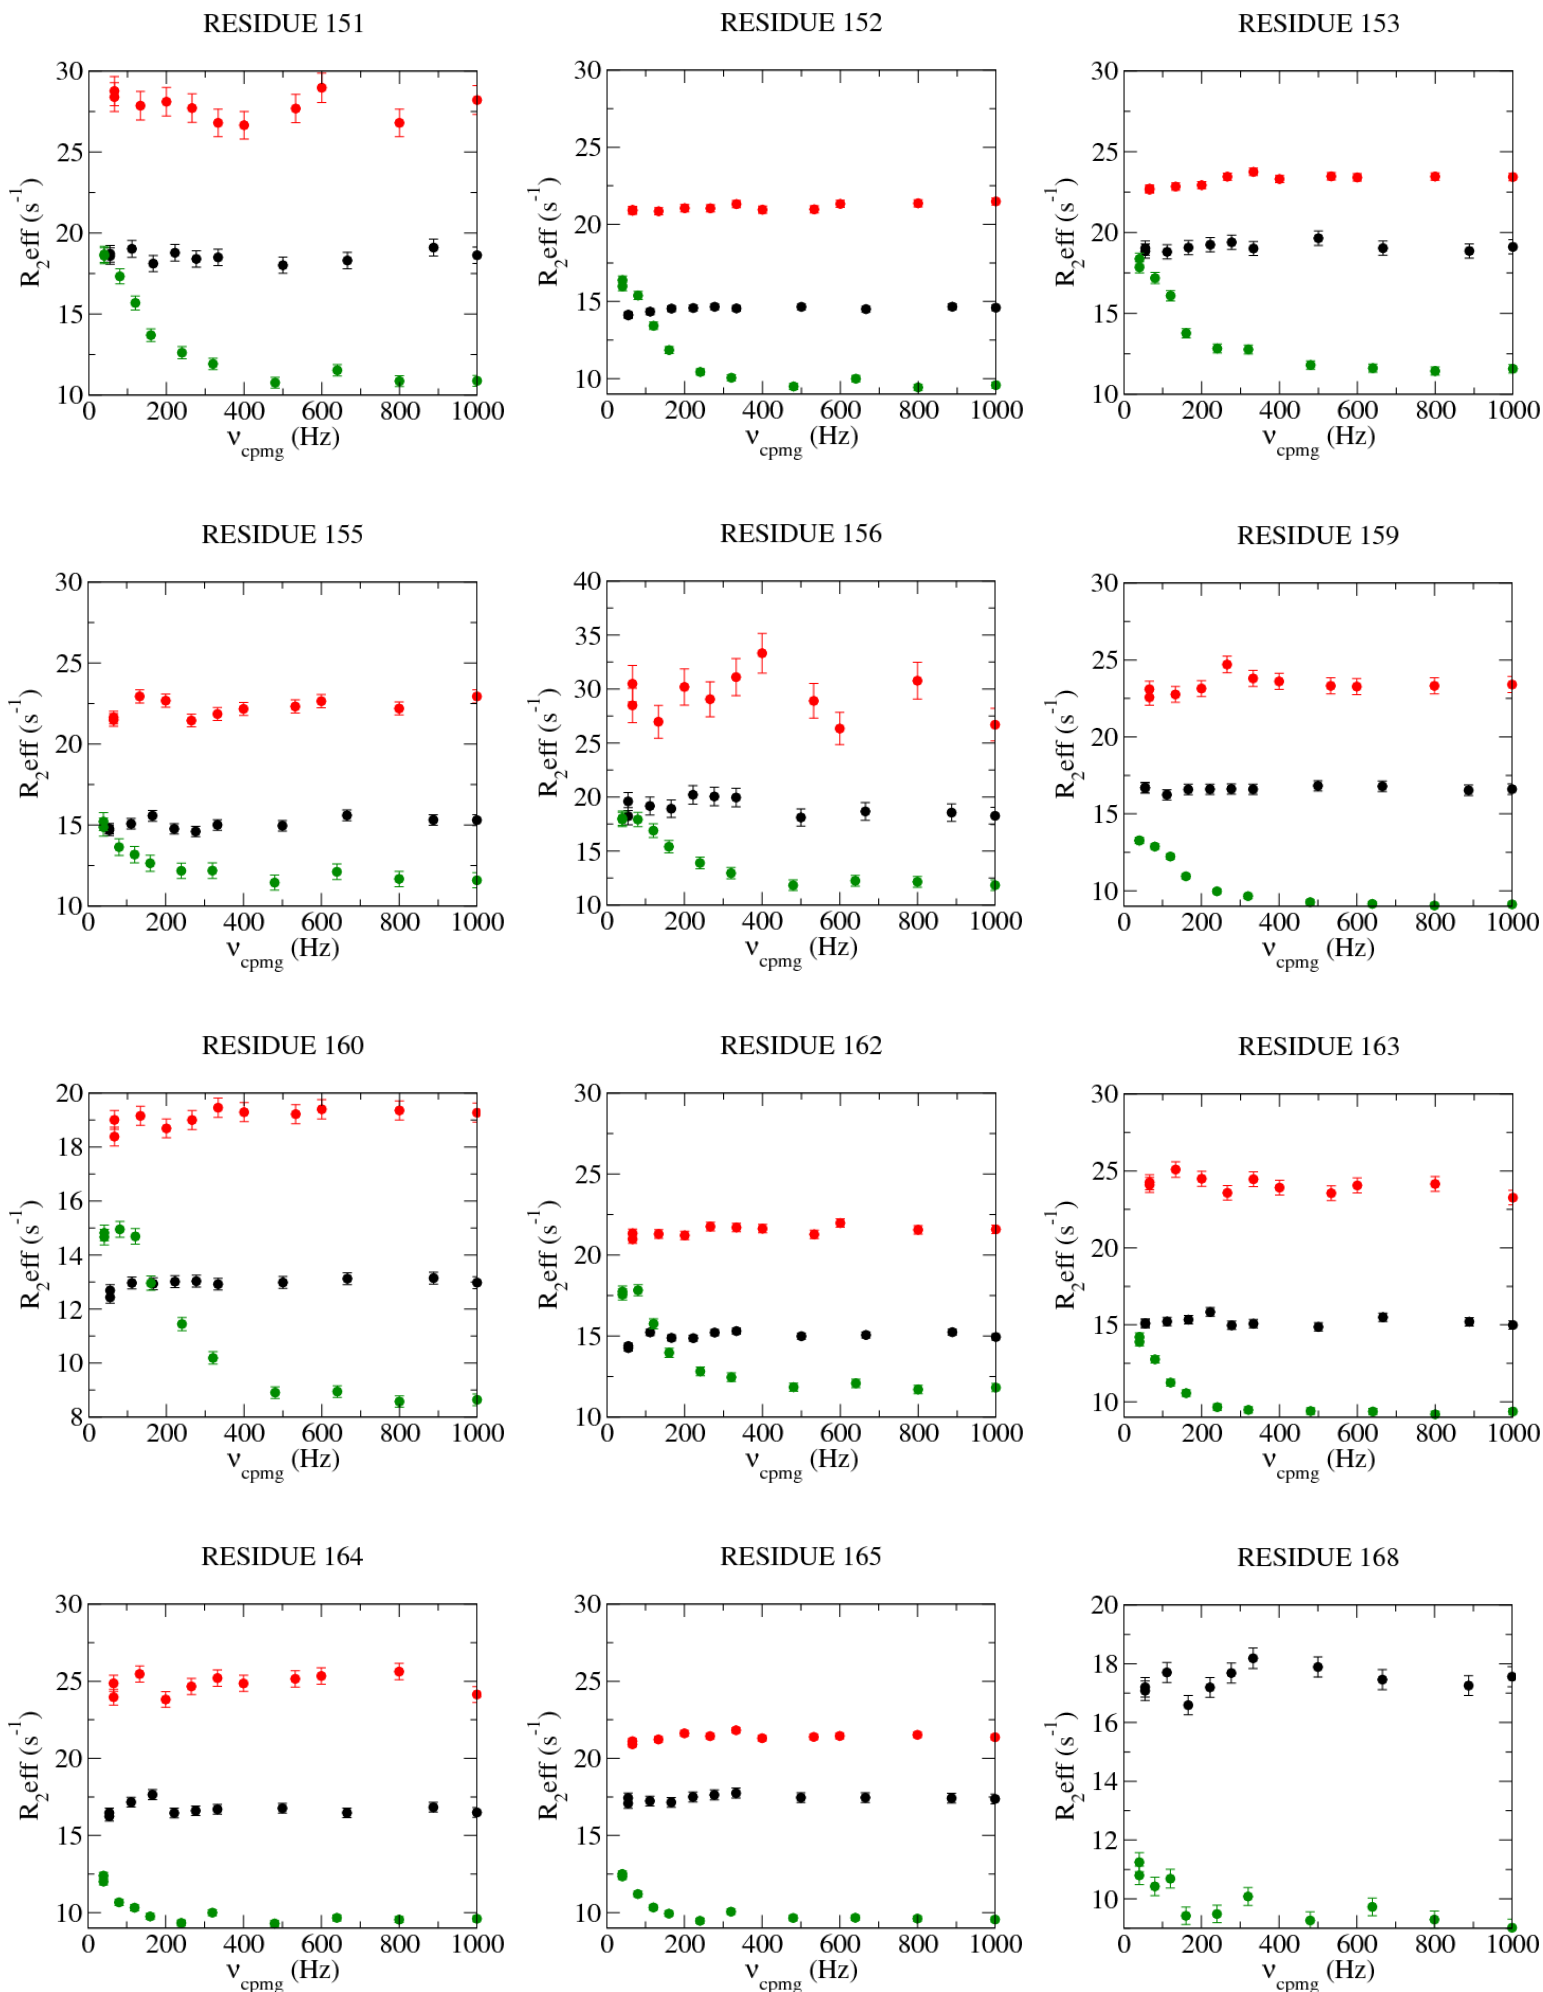 RESIDUE 151 RESIDUE 152 RESIDUE 153
30 30 30
25 25 25
20 20 20
15 15 15
10 10 10
R2eff (s-1) R2eff (s-1) R2eff (s-1)
0 200 400 600 800 1000 0 200 400 600 800 1000 0 200 400 600 800 1000
νcpmg (Hz) νcpmg (Hz) νcpmg (Hz)
RESIDUE 155 RESIDUE 156 RESIDUE 159
30 40 30
25 35 25
20 30 20
15 25 15
10 20 10
15
10
R2eff (s-1) R2eff (s-1) R2eff (s-1)
0 200 400 600 800 1000 0 200 400 600 800 1000 0 200 400 600 800 1000
νcpmg (Hz) νcpmg (Hz) νcpmg (Hz)
RESIDUE 160 RESIDUE 162 RESIDUE 163
20 30 30
18 25 25
16 20 20
14 15 15
12 10 10
10
8
R2eff (s-1) R2eff (s-1) R2eff (s-1)
0 200 400 600 800 1000 0 200 400 600 800 1000 0 200 400 600 800 1000
νcpmg (Hz) νcpmg (Hz) νcpmg (Hz)
RESIDUE 164 RESIDUE 165 RESIDUE 168
30 30 20
25 25 18
20 20 16
15 15 14
10 10 12
10
R2eff (s-1) R2eff (s-1) R2eff (s-1)
0 200 400 600 800 1000 0 200 400 600 800 1000 0 200 400 600 800 1000
νcpmg (Hz) νcpmg (Hz) νcpmg (Hz)